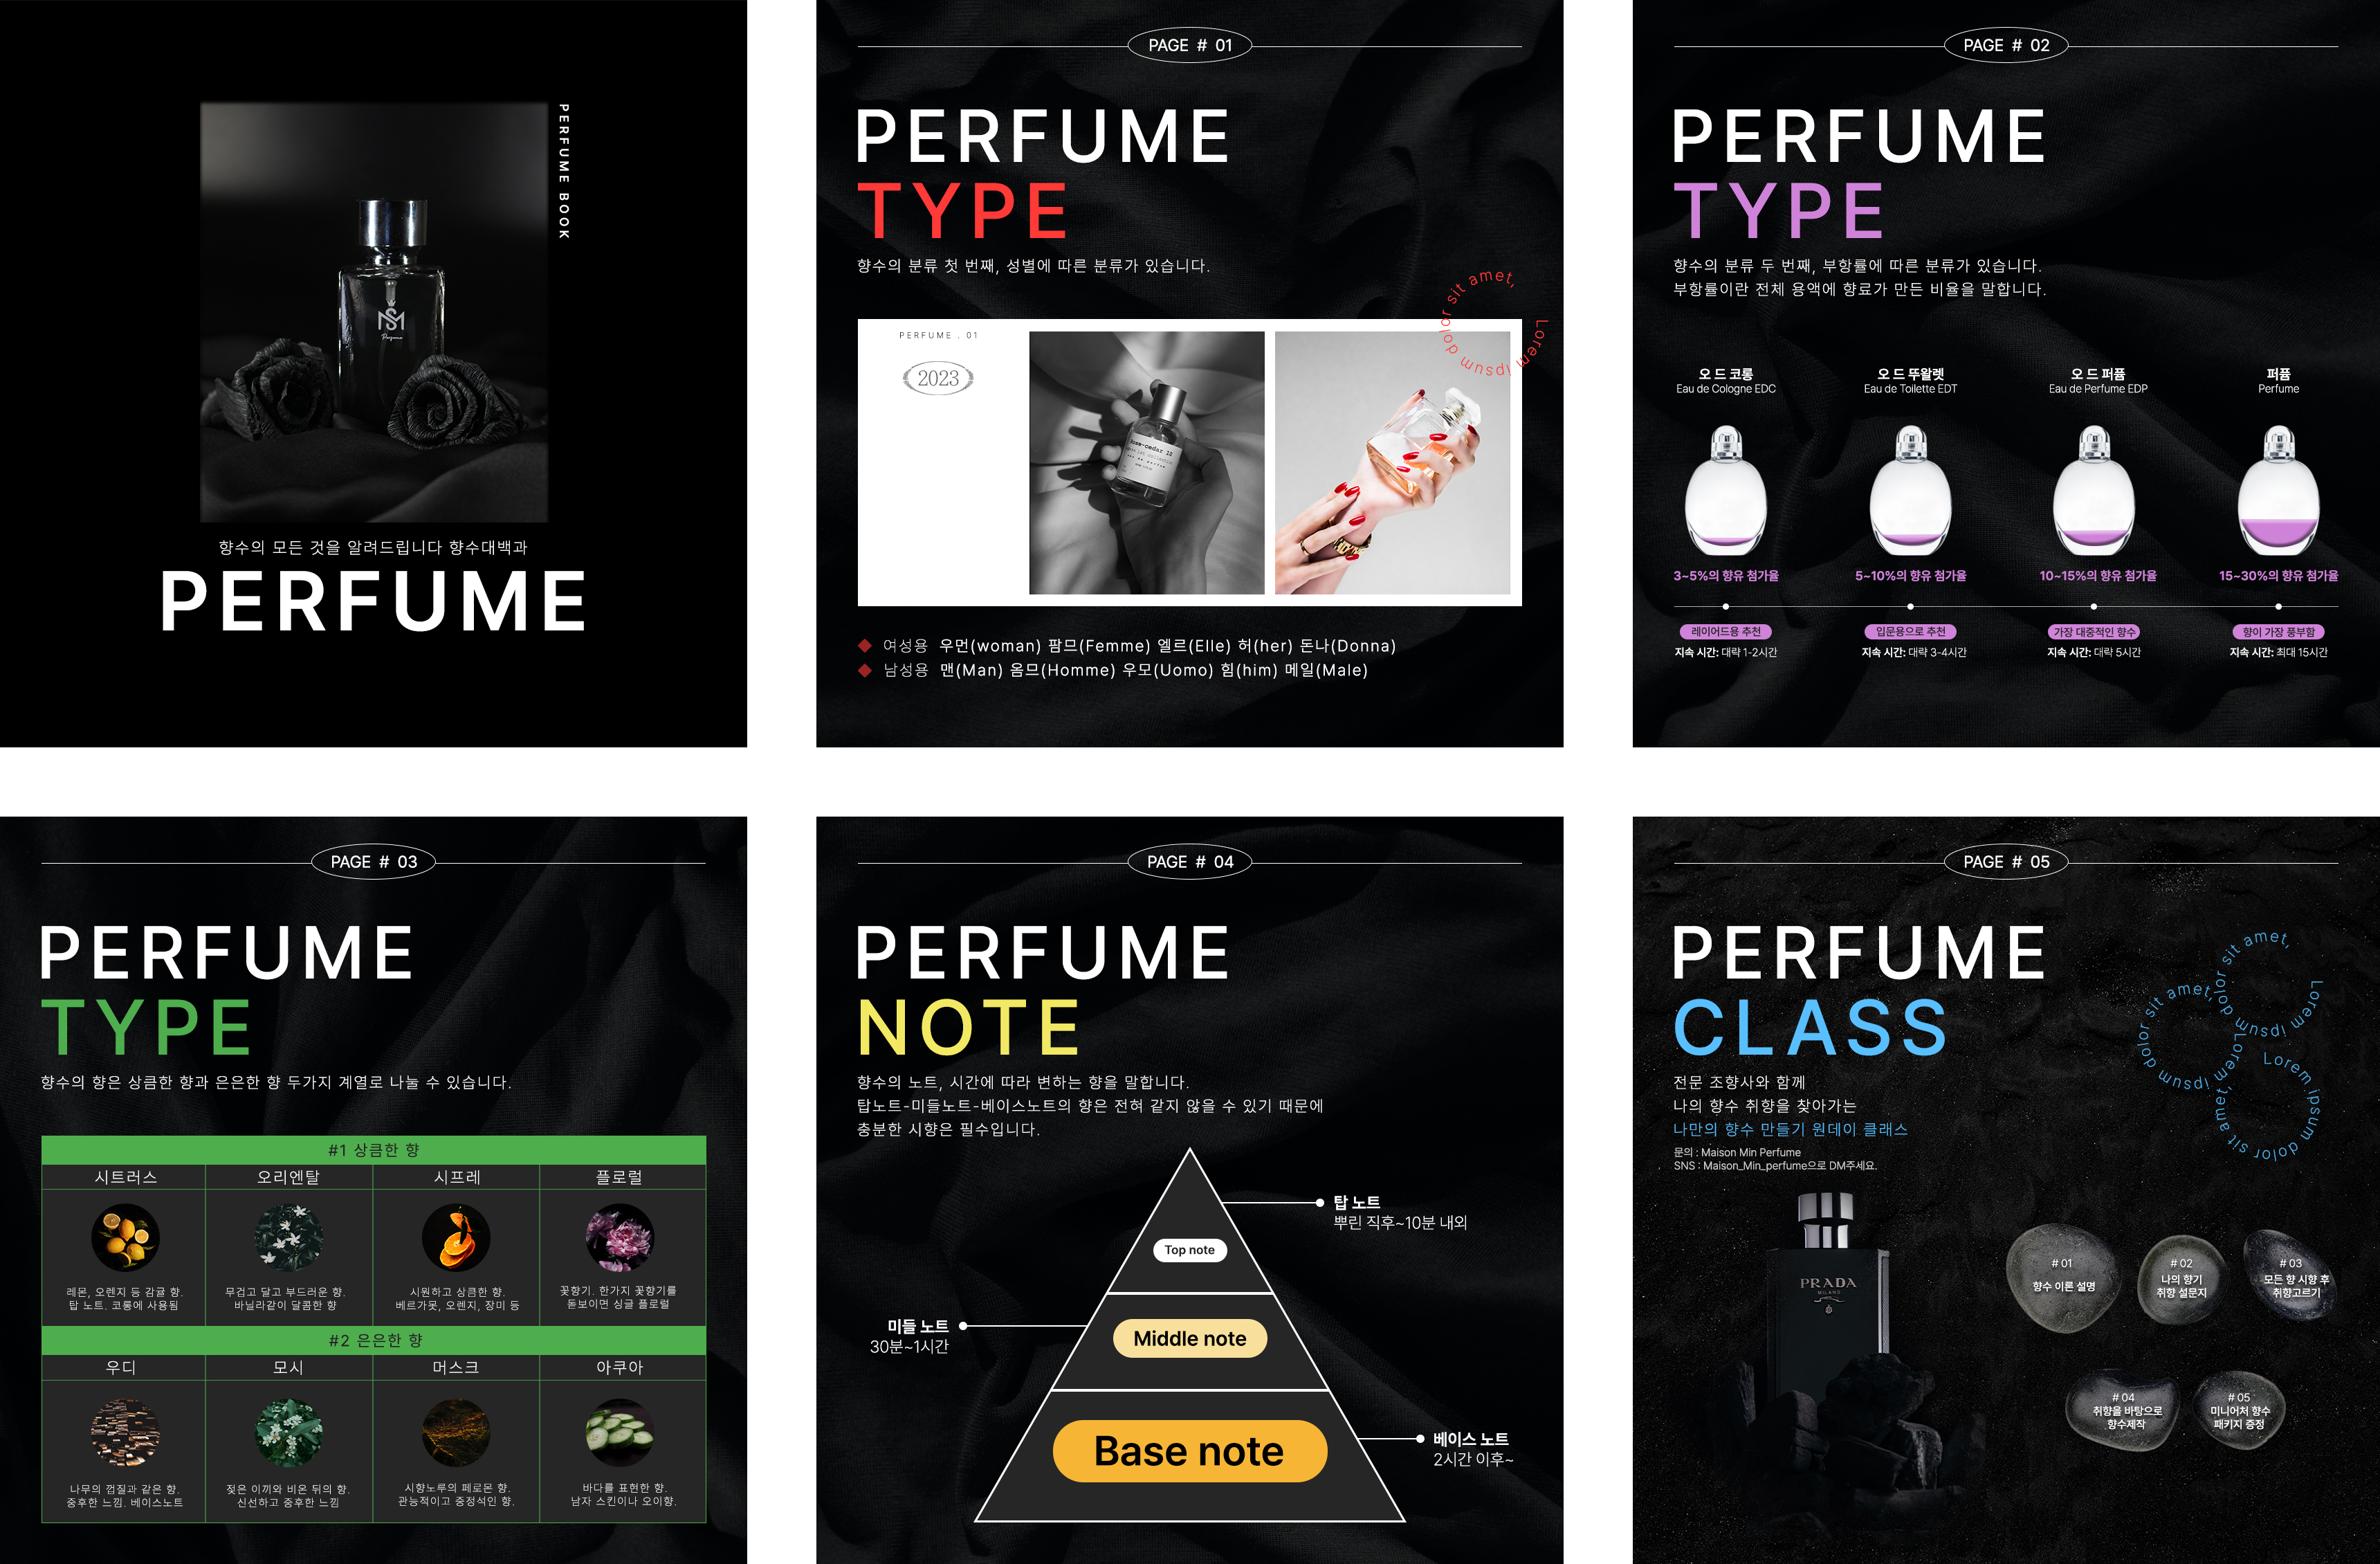 PERFUME BOOK
SM
Perfume
향수의 모든 것을 알려드립니다 향수대백과
PERFUME
PAGE # 01
PERFUME
TYPE
향수의 분류 첫 번째, 성별에 따른 분류가 있습니다.
Lorem ipsum dolor sit amet,
PERFUME . 01
2023
여성용 우먼(woman) 팜므(Femme) 엘르(Elle) 허(her) 돈나(Donna)
남성용 맨(Man) 옴므(Homme) 우모(Uomo) 힘(him) 메일(Male)
PAGE # 02
PERFUME
TYPE
향수의 분류 두 번째, 부향률에 따른 분류가 있습니다.
부항률이란 전체 용액에 향료가 만든 비율을 말합니다.
오 드 코롱
Eau de Cologne EDC
오 드 뚜왈렛
Eau de Toilette EDT
오 드 퍼퓸
Eau de Perfume EDP
퍼퓸
Perfume
3~5%의 향유 첨가율
5~10%의 향유 첨가율
10~15%의 향유 첨가율
15~30%의 향유 첨가율
레이어드용 추천
입문용으로 추천
가장 대중적인 향수
향이 가장 풍부함
지속 시간: 대략 1-2시간
지속 시간: 대략 3-4시간
지속 시간: 대략 5시간
지속 시간: 최대 15시간
PAGE # 03
PERFUME
TYPE
향수의 향은 상큼한 향과 은은한 향 두가지 계열로 나눌 수 있습니다.
#1 상큼한 향
시트러스
오리엔탈
시프레
플로럴
레몬, 오렌지 등 감귤 향.
탑 노트. 코롱에 사용됨
무겁고 달고 부드러운 향.
바닐라같이 달콤한 향
시원하고 상큼한 향.
베르가못, 오렌지, 장미 등
꽃향기. 한가지 꽃향기를
돋보이면 싱글 플로럴
#2 은은한 향
우디
모시
머스크
아쿠아
나무의 껍질과 같은 향.
중후한 느낌. 베이스노트
젖은 이끼와 비온 뒤의 향.
신선하고 중후한 느낌
사향노루의 페로몬 향.
관능적이고 중정석인 향.
바다를 표현한 향.
남자 스킨이나 오이향.
PAGE # 04
PERFUME
NOTE
향수의 노트, 시간에 따라 변하는 향을 말합니다.
탑노트-미들노트-베이스노트의 향은 전혀 같지 않을 수 있기 때문에
충분한 시향은 필수입니다.
탑 노트
뿌린 직후~10분 내외
Top note
미들 노트
30분~1시간
Middle note
베이스 노트
2시간 이후~
Base note
PAGE # 05
PERFUME
CLASS
전문 조향사와 함께
나의 향수 취향을 찾아가는
나만의 향수 만들기 원데이 클래스
문의 : Maison Min Perfume
SNS : Maison_Min_perfume으로 DM주세요.
Lorem ipsum dolor sit amet,
Lorem ipsum dolor sit amet,
Lorem ipsum dolor sit amet,
PRADA
MILANO
# 01
향수 이론 설명
# 02
나의 향기
취향 설문지
# 03
모든 향 시향 후
취향고르기
# 04
취향을 바탕으로
향수제작
# 05
미니어처 향수
패키지 증정